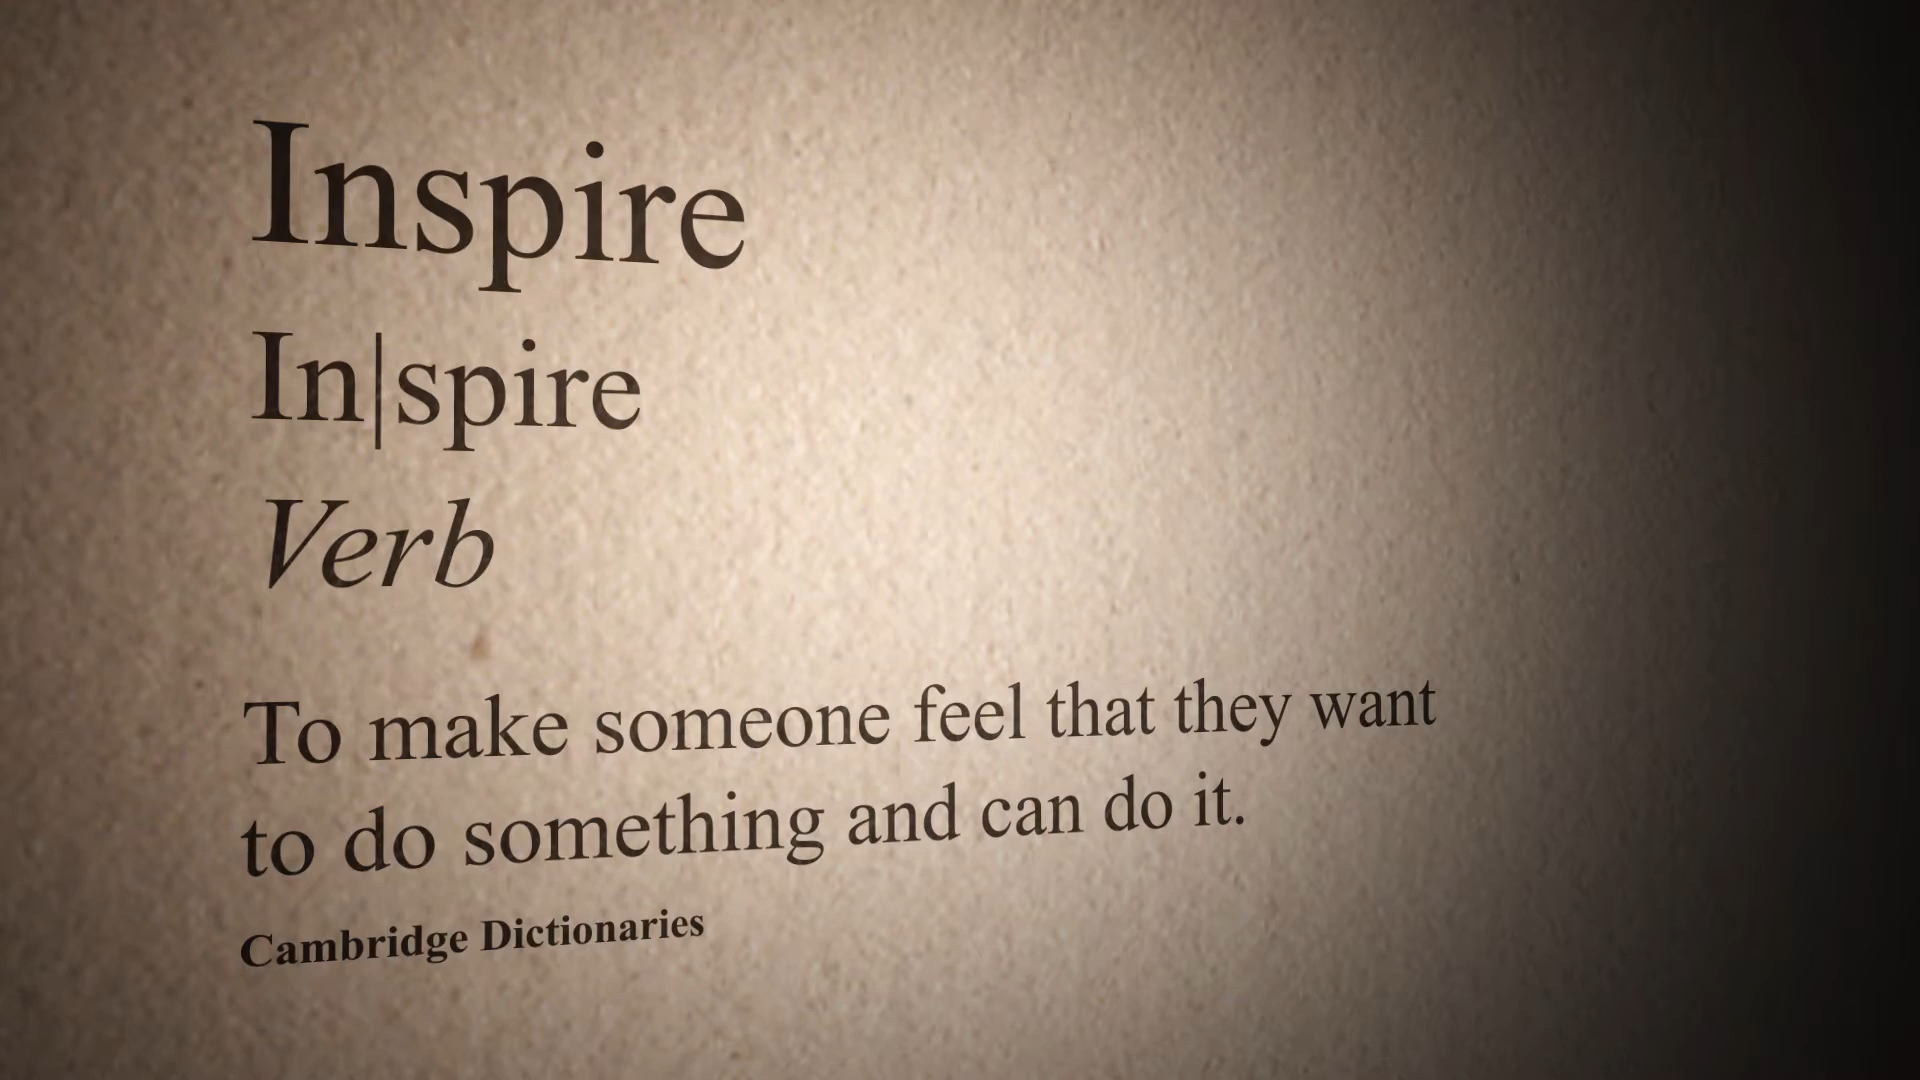 Inspire
In|spire
Verb
To make someone feel that they want
to do something and can do it.
Cambridge Dictionaries